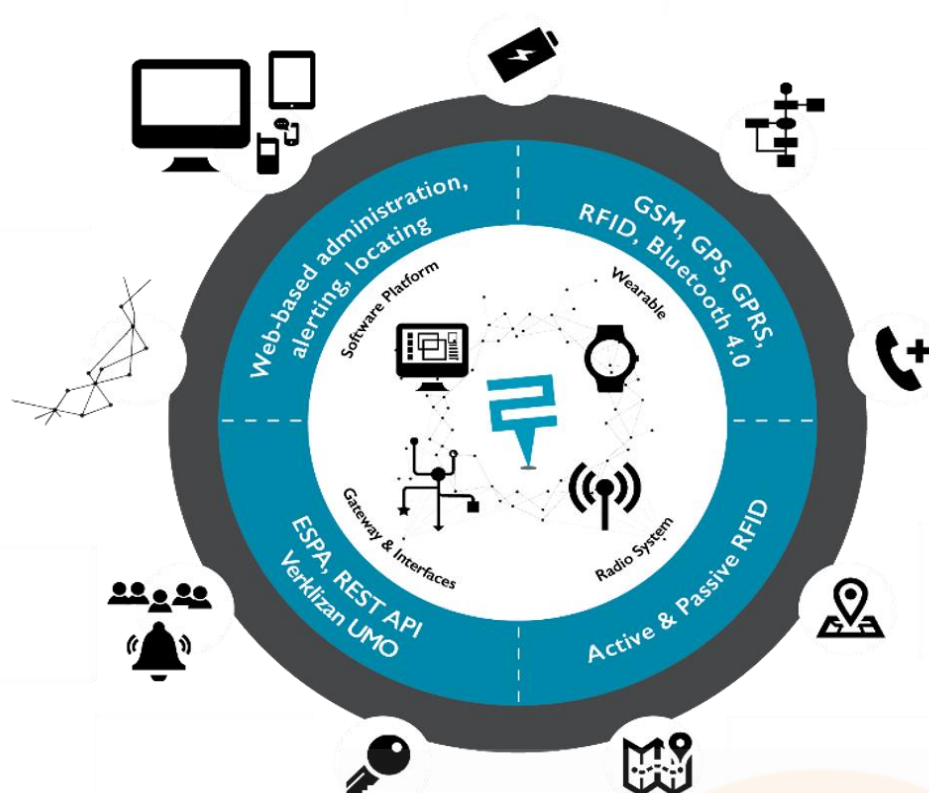 Web-based administration,
alerting, locating
GSM, GPS, GPRS,
RFID, Bluetooth 4.0
Software Platform
Wearable
Gateway & Interfaces
Radio System
ESPA, REST API
Verklizan UMO
Active & Passive RFID